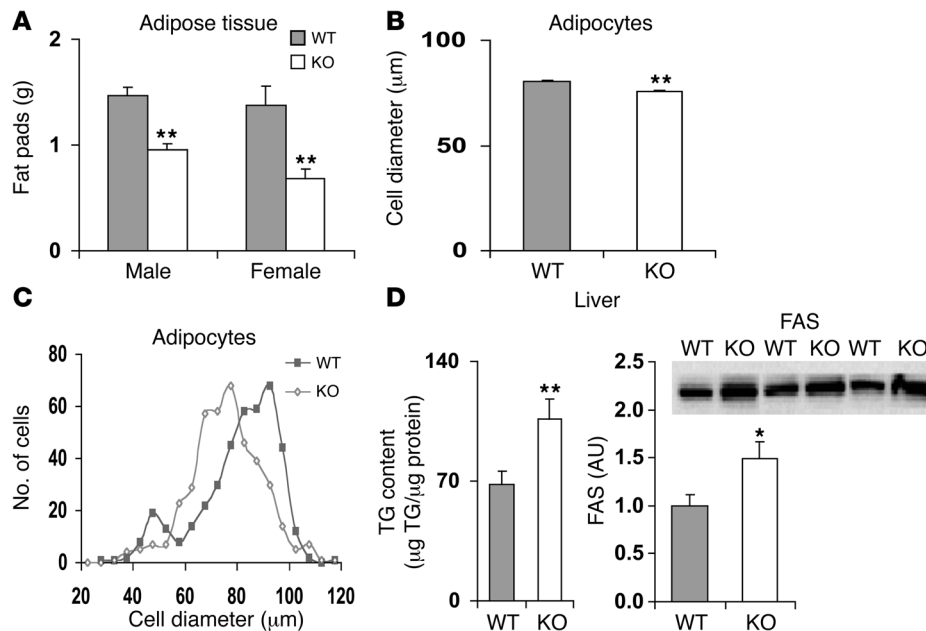 A
Adipose tissue
WT
KO
Fat pads (g)
2
1
0
**
**
Male
Female
B
Adipocytes
Cell diameter (μm)
100
50
0
**
WT
KO
C
Adipocytes
WT
KO
No. of cells
80
60
40
20
0
20 40 60 80 100 120
Cell diameter (μm)
D
Liver
TG content
(μg TG/μg protein)
140
70
0
**
WT
KO
FAS
WT KO WT KO WT KO
FAS (AU)
2.5
2.0
1.5
1.0
0.5
0.0
*
WT
KO